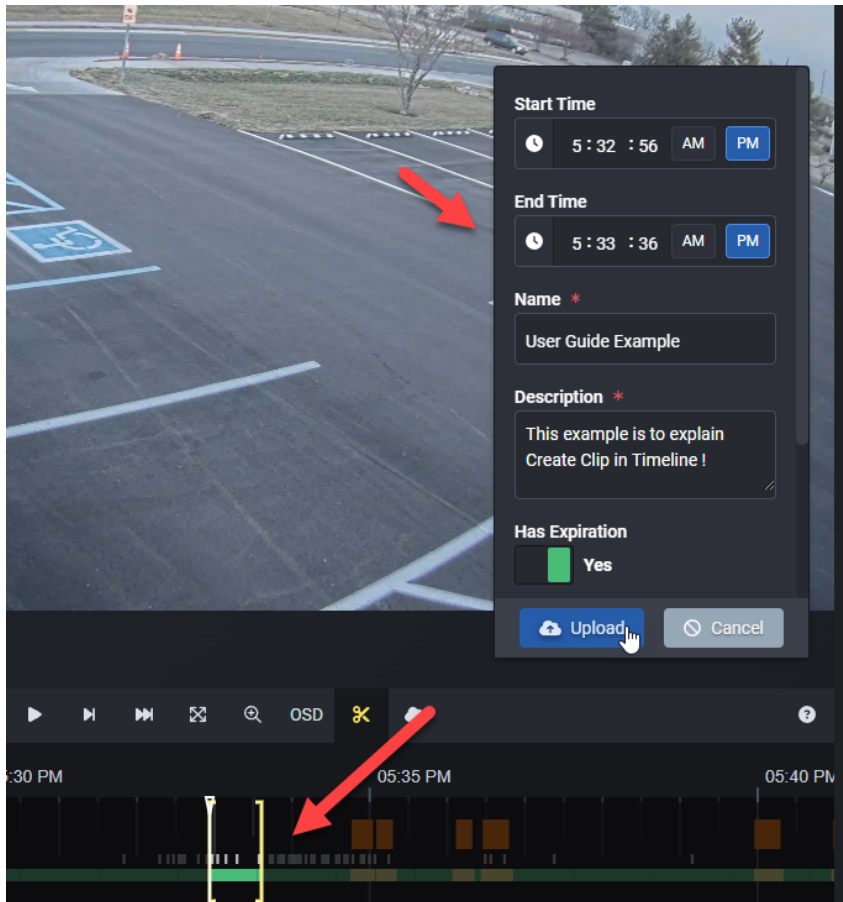 Start Time
5 : 32 : 56 AM PM
End Time
5 : 33 : 36 AM PM
Name *
User Guide Example
Description *
This example is to explain
Create Clip in Timeline !
Has Expiration
Yes
Upload Cancel
OSD ?
:30 PM 05:35 PM 05:40 PM